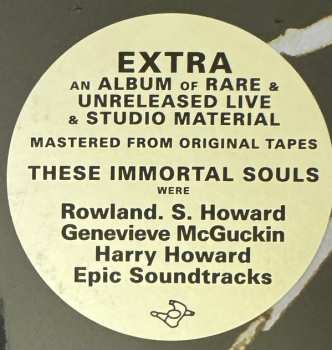 EXTRA
AN ALBUM OF RARE &
UNRELEASED LIVE
& STUDIO MATERIAL
MASTERED FROM ORIGINAL TAPES
THESE IMMORTAL SOULS
WERE
Rowland. S. Howard
Genevieve McGuckin
Harry Howard
Epic Soundtracks